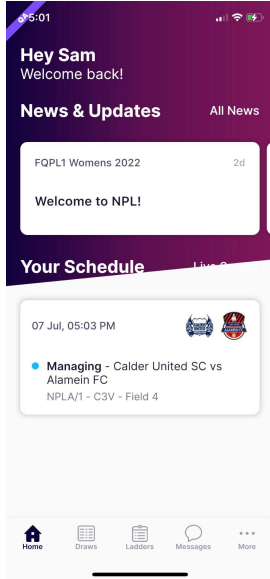 5:01
Hey Sam
Welcome back!
News & Updates
All News
FQPL1 Womens 2022
2d
Welcome to NPL!
Your Schedule
07 Jul, 05:03 PM
Managing - Calder United SC vs
Alamein FC
NPLA/1 - C3V - Field 4
Home
Draws
Ladders
Messages
More